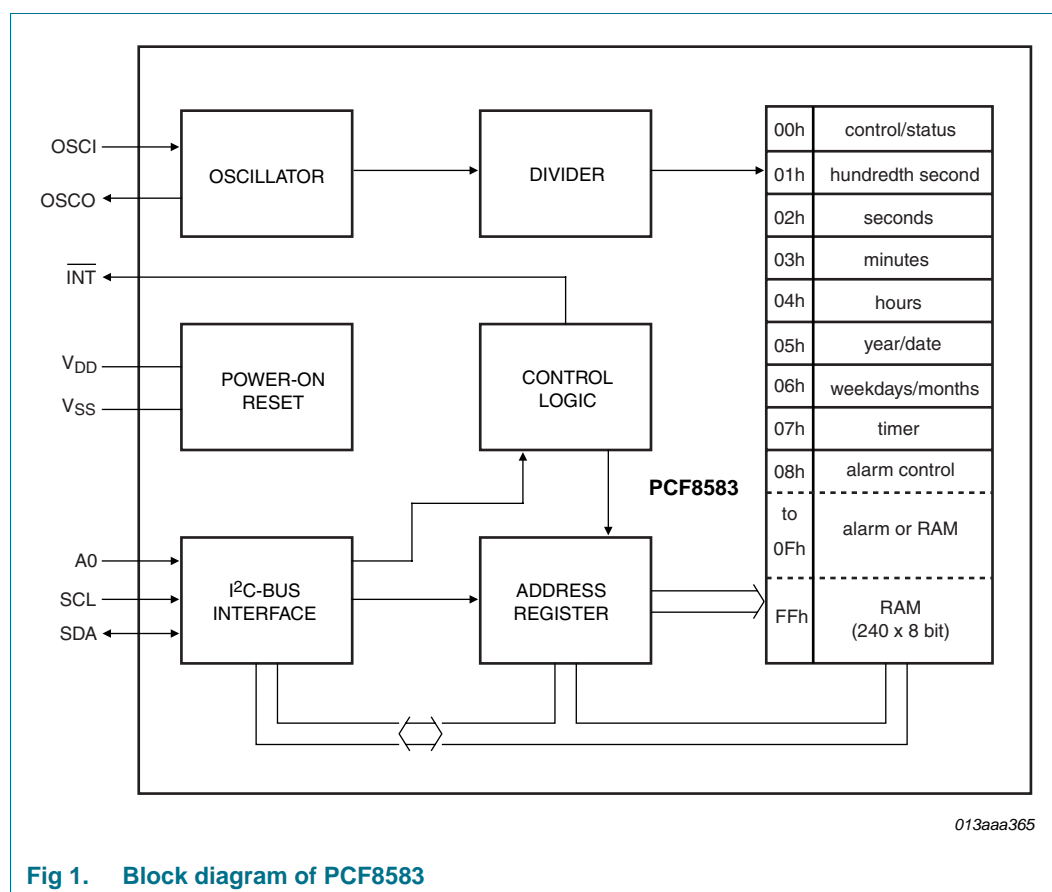 OSCI
OSCO
INT
VDD
VSS
A0
SCL
SDA
OSCILLATOR
DIVIDER
POWER-ON
RESET
CONTROL
LOGIC
PCF8583
I²C-BUS
INTERFACE
ADDRESS
REGISTER
00h control/status
01h hundredth second
02h seconds
03h minutes
04h hours
05h year/date
06h weekdays/months
07h timer
08h alarm control
to
0Fh alarm or RAM
FFh RAM
(240 x 8 bit)
013aaa365
Fig 1. Block diagram of PCF8583